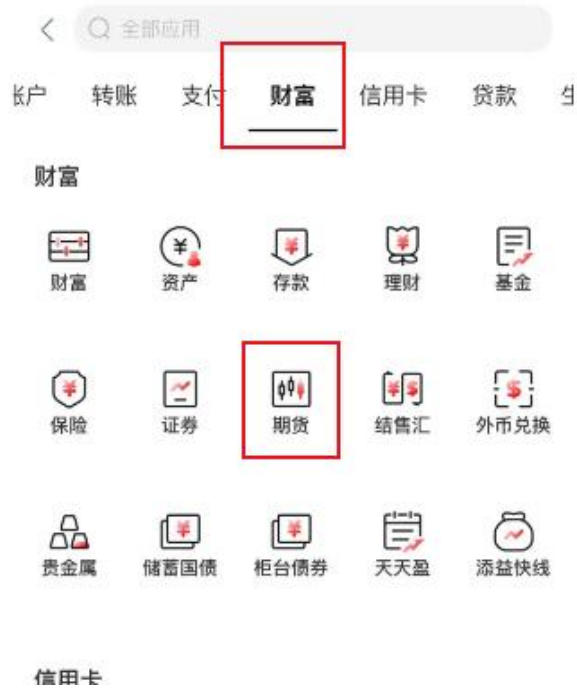 全部应用
账户 转账 支付 财富 信用卡 贷款
财富
财富 资产 存款 理财 基金
保险 证券 期货 结售汇 外币兑换
贵金属 储蓄国债 柜台债券 天天盈 添益快线
信用卡